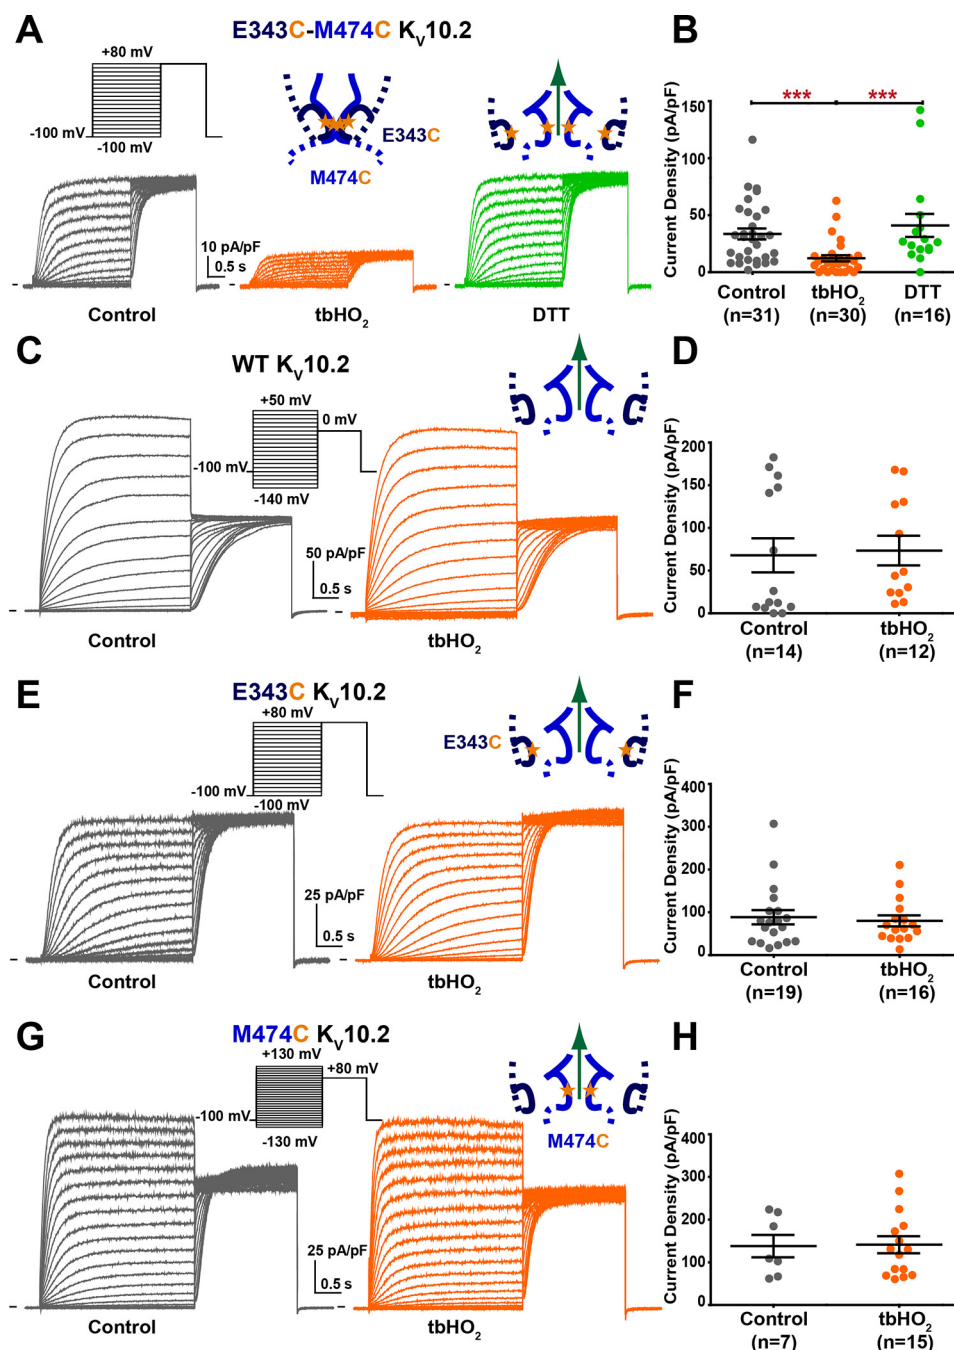 A
E343C-M474C KV10.2
+80 mV
-100 mV
-100 mV
E343C
M474C
10 pA/pF
0.5 s
Control
tbHO2
DTT
B
***
***
Current Density (pA/pF)
150
100
50
0
Control
(n=31)
tbHO2
(n=30)
DTT
(n=16)
C
WT KV10.2
+50 mV
0 mV
-100 mV
-140 mV
50 pA/pF
0.5 s
Control
tbHO2
D
Current Density (pA/pF)
200
150
100
50
0
Control
(n=14)
tbHO2
(n=12)
E
E343C KV10.2
+80 mV
-100 mV
-100 mV
E343C
25 pA/pF
0.5 s
Control
tbHO2
F
Current Density (pA/pF)
400
300
200
100
0
Control
(n=19)
tbHO2
(n=16)
G
M474C KV10.2
+130 mV
+80 mV
-100 mV
-130 mV
M474C
25 pA/pF
0.5 s
Control
tbHO2
H
Current Density (pA/pF)
400
300
200
100
0
Control
(n=7)
tbHO2
(n=15)